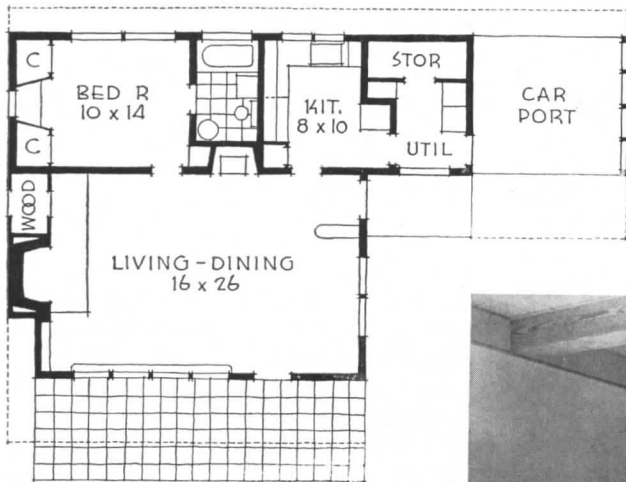 C
BED R
10 x 14
C
KIT.
8 x 10
STOR
UTIL
CAR
PORT
WOOD
LIVING-DINING
16 x 26